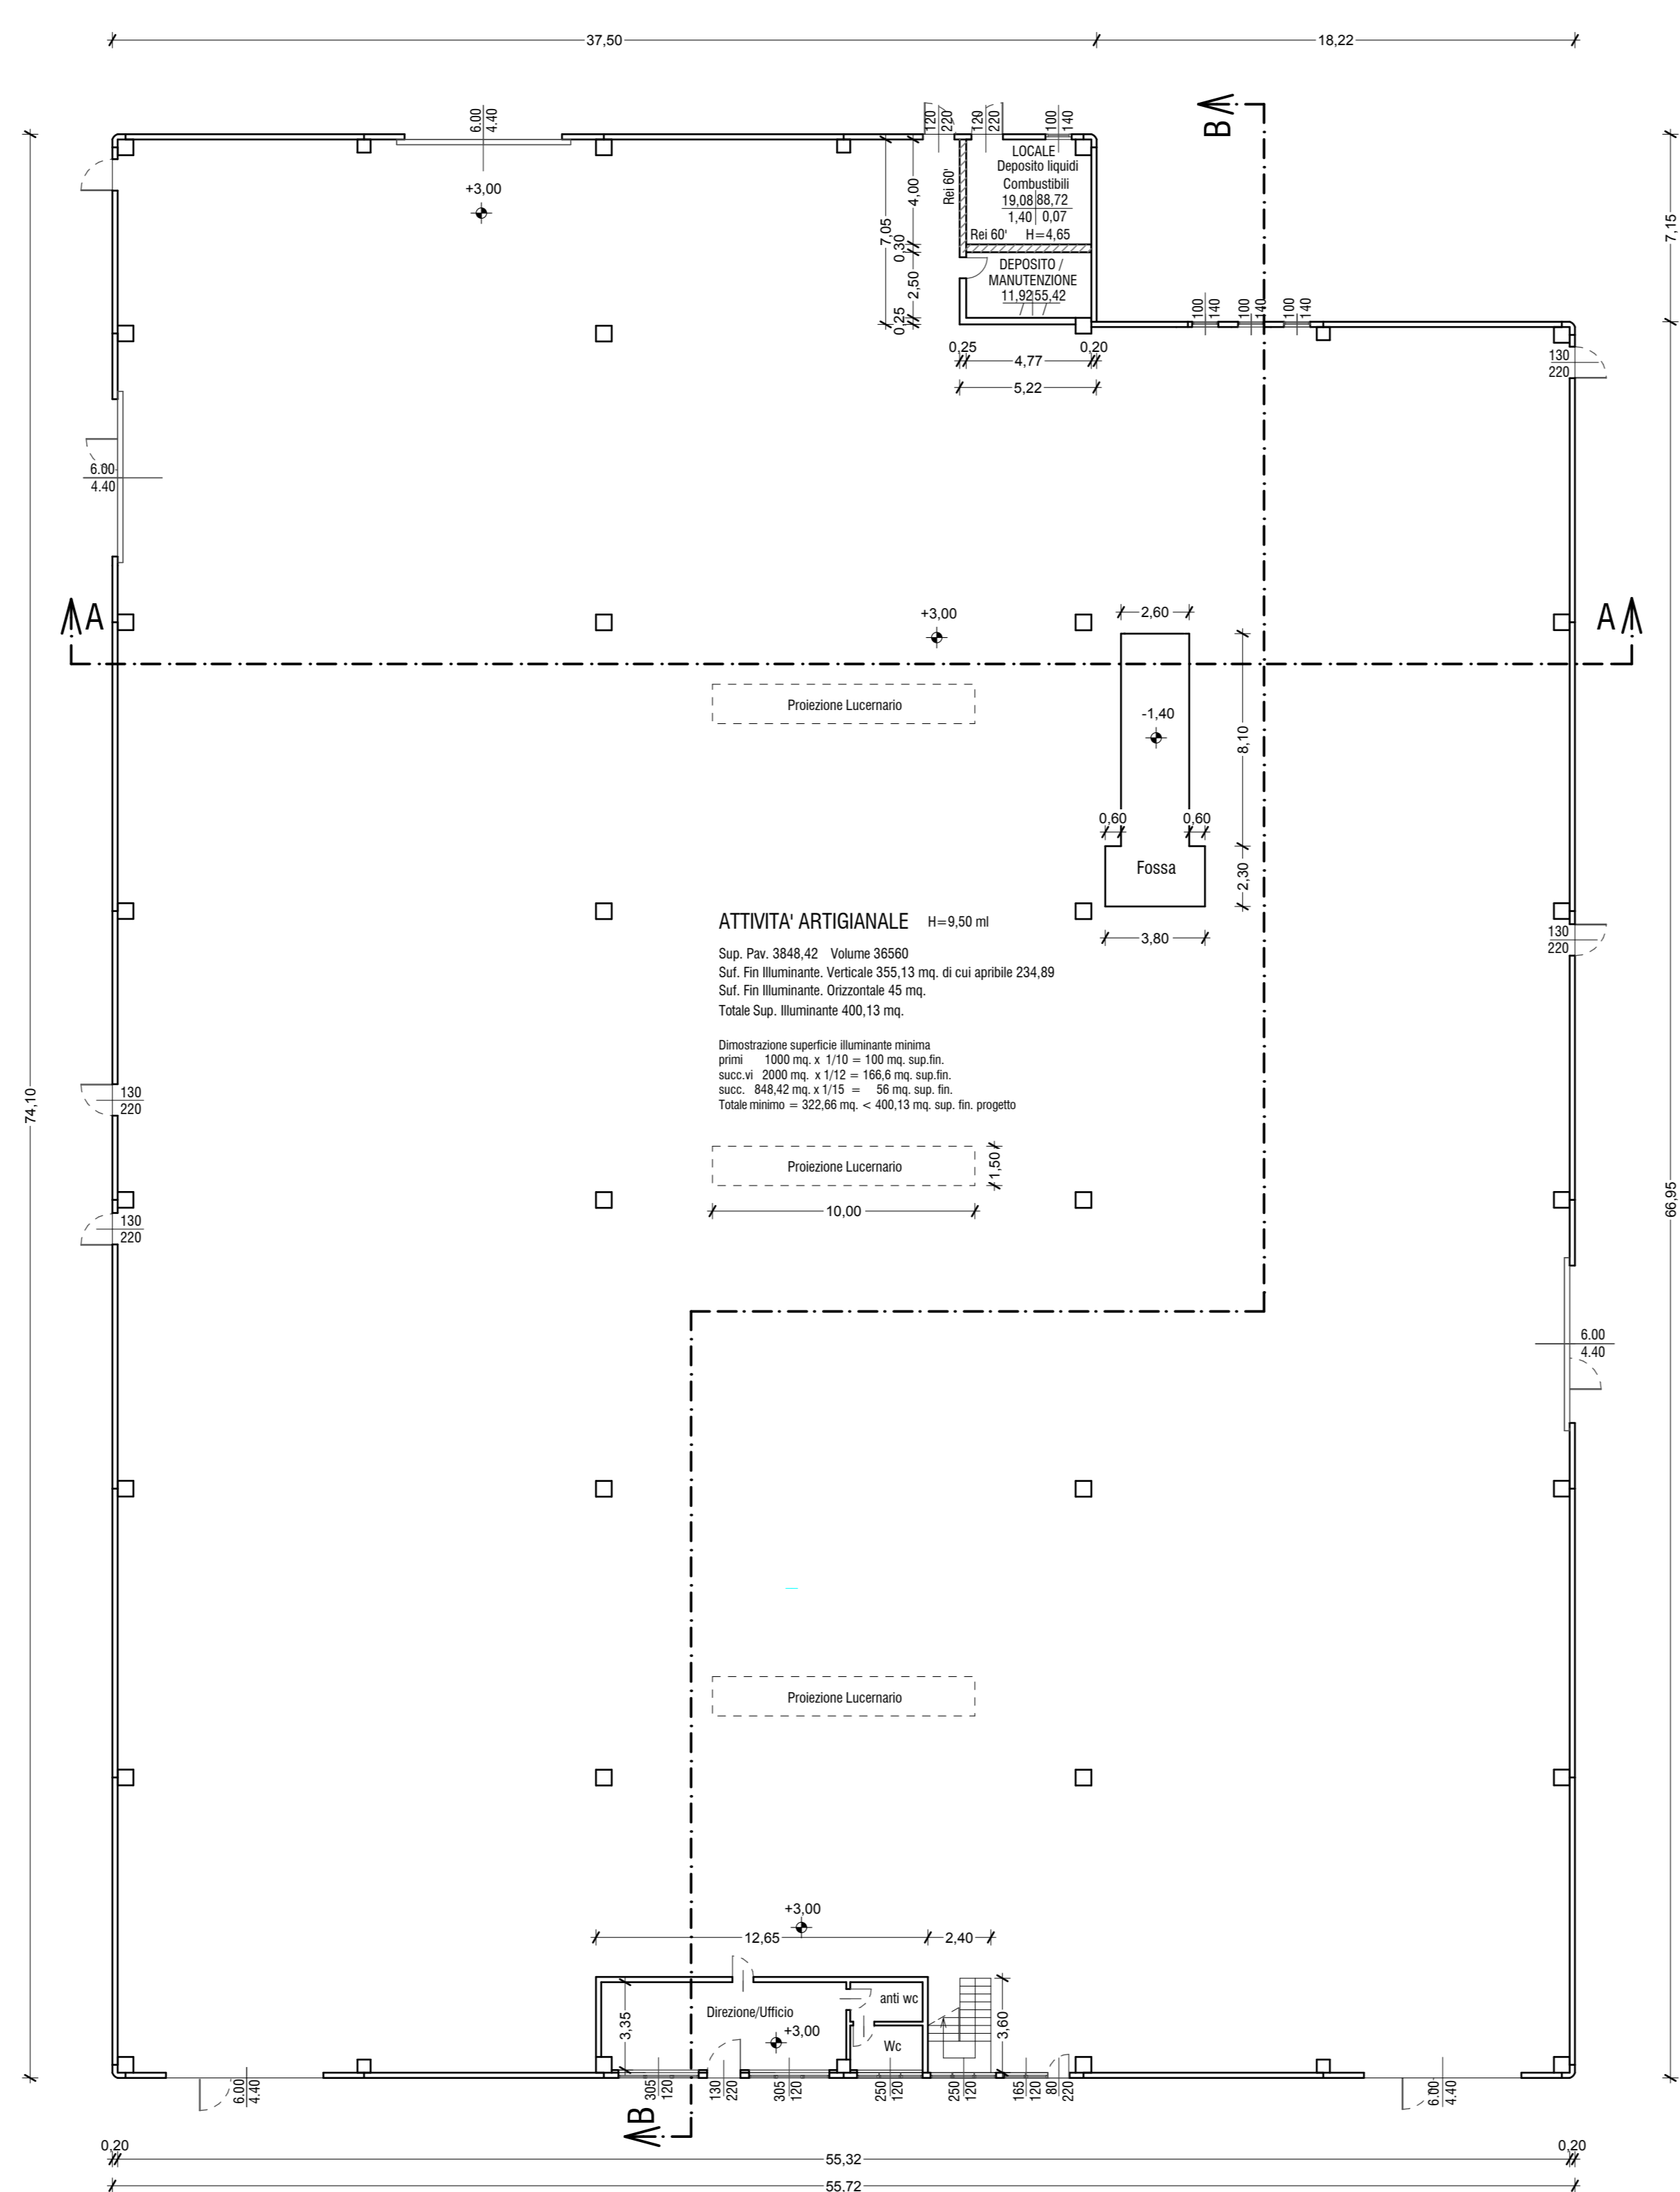 37,50
18,22
B
6.00
4.40
120
220
120
220
100
140
+3,00
LOCALE
Deposito liquidi
Combustibili
19,08 88,72
1,40 0,07
Rei 60'
Rei 60' H=4,65
DEPOSITO /
MANUTENZIONE
11,92 55,42
7,05
4,00
0,30
2,50
0,25
7,15
0,25
4,77
0,20
5,22
100
140
100
140
100
140
130
220
6.00
4.40
A
A
+3,00
2,60
Proiezione Lucernario
-1,40
8,10
0,60
0,60
Fossa
2,30
3,80
130
220
ATTIVITA' ARTIGIANALE H=9,50 ml
Sup. Pav. 3848,42 Volume 36560
Suf. Fin Illuminante. Verticale 355,13 mq. di cui apribile 234,89
Suf. Fin Illuminante. Orizzontale 45 mq.
Totale Sup. Illuminante 400,13 mq.
Dimostrazione superficie illuminante minima
primi 1000 mq. x 1/10 = 100 mq. sup.fin.
succ.vi 2000 mq. x 1/12 = 166,6 mq. sup.fin.
succ. 848,42 mq. x 1/15 = 56 mq. sup. fin.
Totale minimo = 322,66 mq. < 400,13 mq. sup. fin. progetto
74,10
130
220
Proiezione Lucernario
1,50
10,00
66,95
130
220
6.00
4.40
Proiezione Lucernario
+3,00
12,65
2,40
3,35
Direzione/Ufficio
+3,00
anti wc
Wc
3,60
6.00
4.40
305
120
130
220
305
120
250
120
250
120
165
120
80
220
6.00
4.40
B
0,20
55,32
0,20
55,72